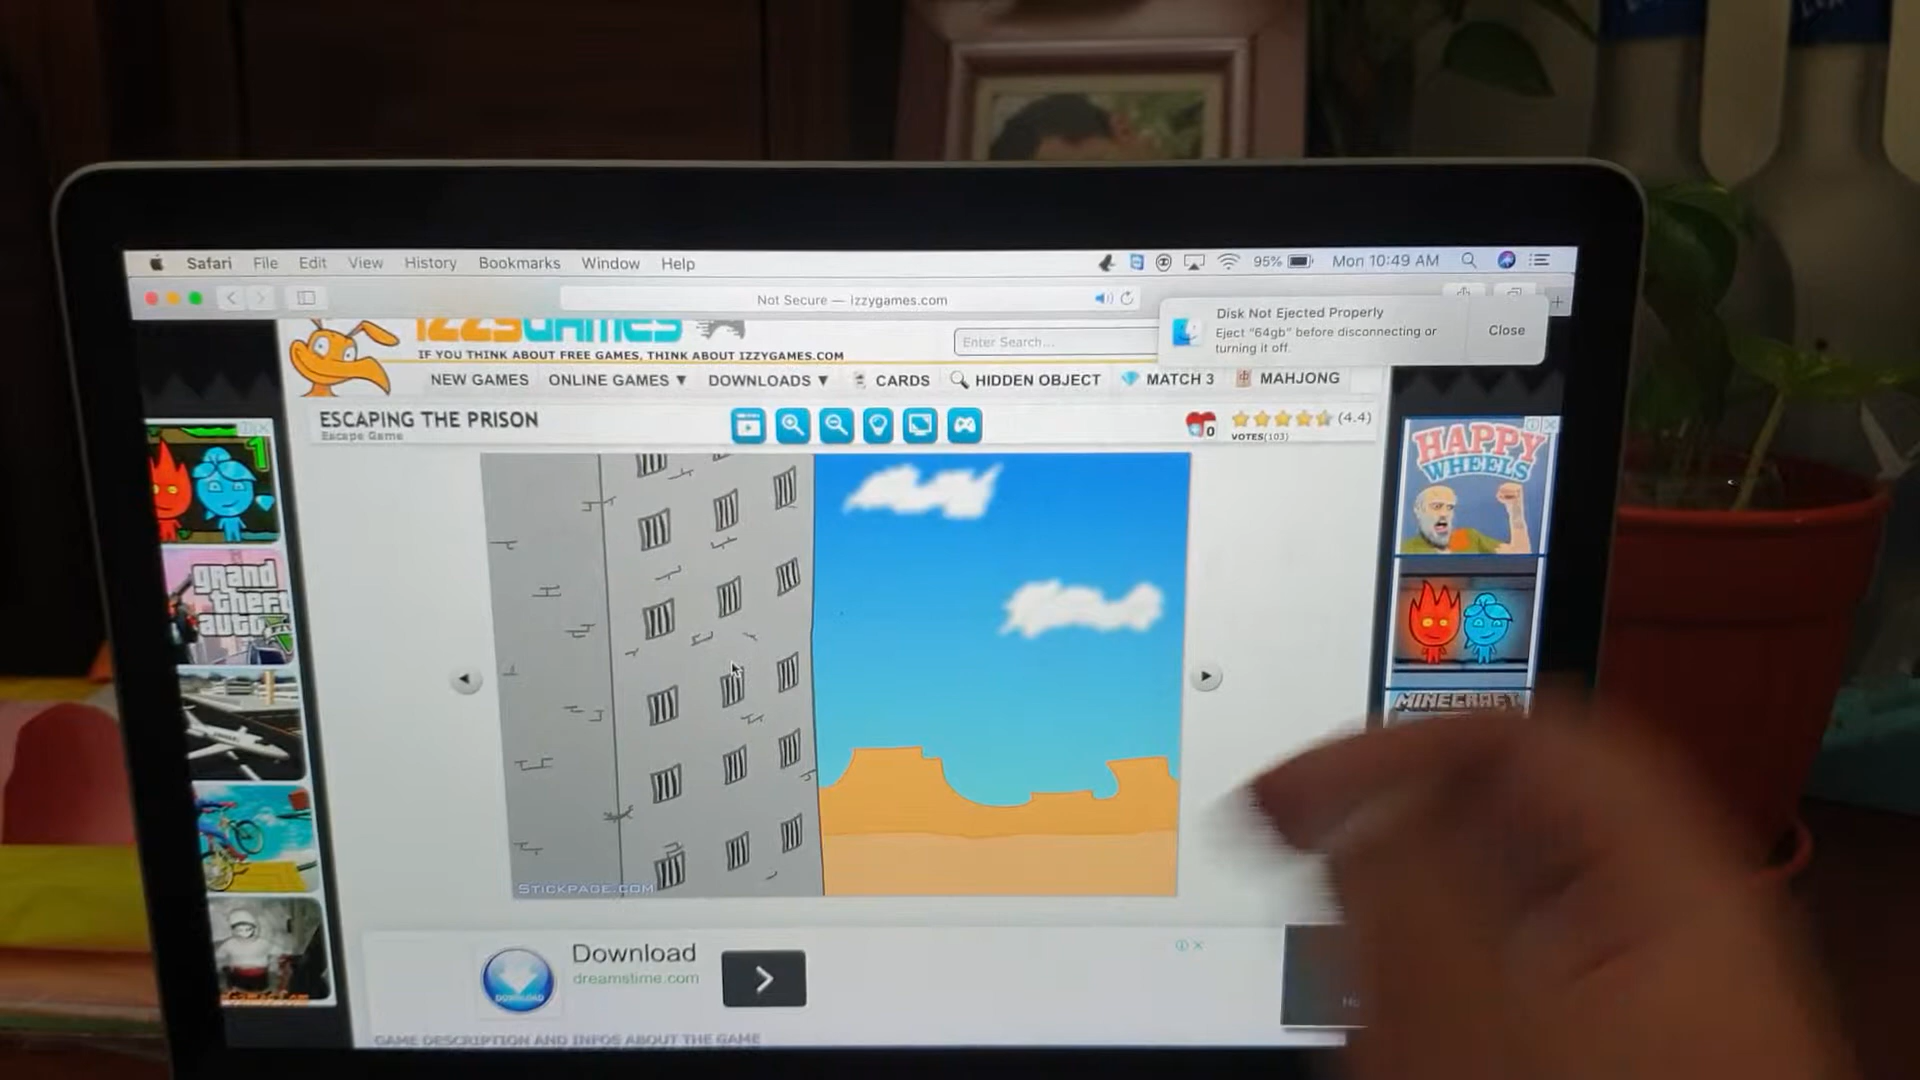 Safari File Edit View History Bookmarks Window Help 95% Mon 10:49 AM
Not Secure — izzygames.com
Disk Not Ejected Properly
Eject "64gb" before disconnecting or
turning it off.
Close
IZZYGAMES
IF YOU THINK ABOUT FREE GAMES, THINK ABOUT IZZYGAMES.COM
Enter Search...
NEW GAMES ONLINE GAMES ▼ DOWNLOADS ▼ CARDS HIDDEN OBJECT MATCH 3 MAHJONG
ESCAPING THE PRISON
Escape Game
0
(4.4)
VOTES(103)
1
grand
theft
auto
HAPPY
WHEELS
MINECRAFT
STICKPAGE.COM
Download
dreamstime.com
DOWNLOAD
GAME DESCRIPTION AND INFOS ABOUT THE GAME